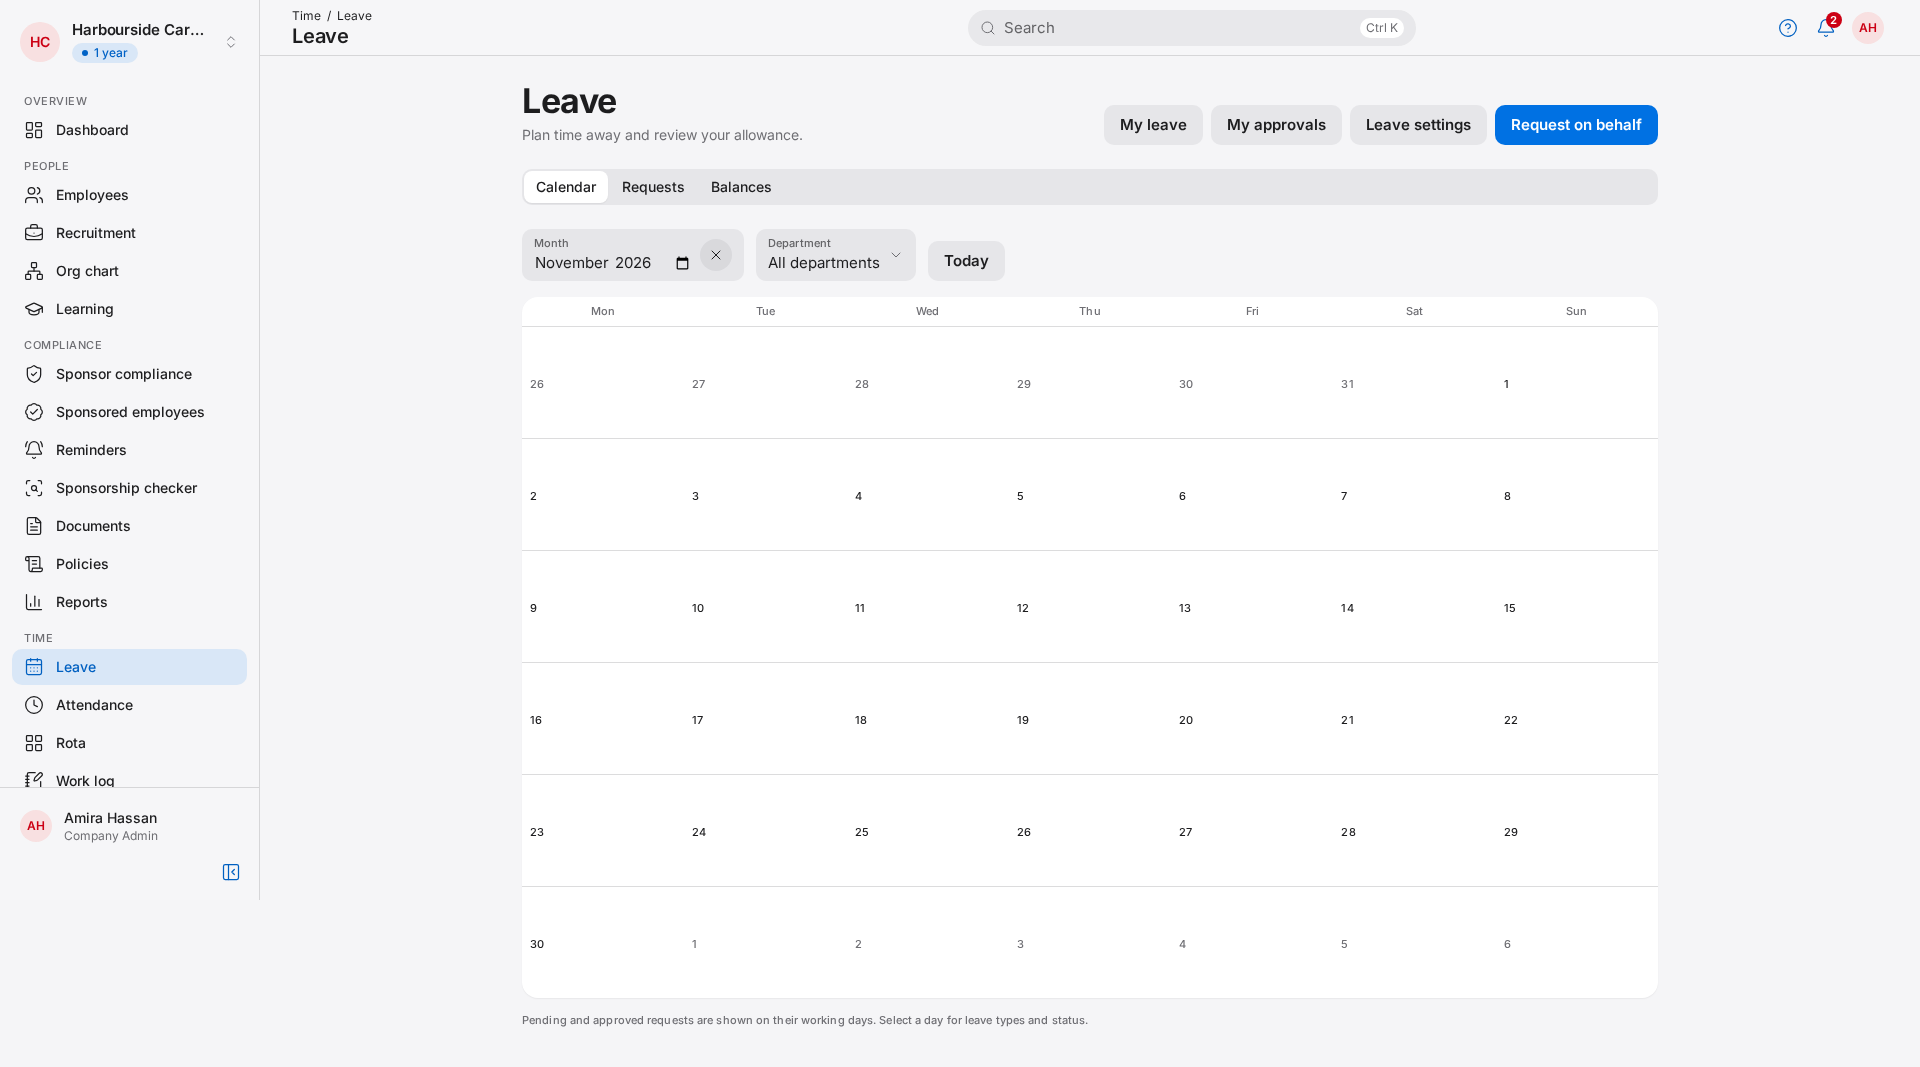 HC
Harbourside Car...
1 year
OVERVIEW
Dashboard
PEOPLE
Employees
Recruitment
Org chart
Learning
COMPLIANCE
Sponsor compliance
Sponsored employees
Reminders
Sponsorship checker
Documents
Policies
Reports
TIME
Leave
Attendance
Rota
Work log
AH
Amira Hassan
Company Admin
Time / Leave
Leave
Search
Ctrl K
2
AH
Leave
Plan time away and review your allowance.
My leave
My approvals
Leave settings
Request on behalf
Calendar Requests Balances
Month
November 2026
Department
All departments
Today
Mon Tue Wed Thu Fri Sat Sun
26 27 28 29 30 31 1
2 3 4 5 6 7 8
9 10 11 12 13 14 15
16 17 18 19 20 21 22
23 24 25 26 27 28 29
30 1 2 3 4 5 6
Pending and approved requests are shown on their working days. Select a day for leave types and status.